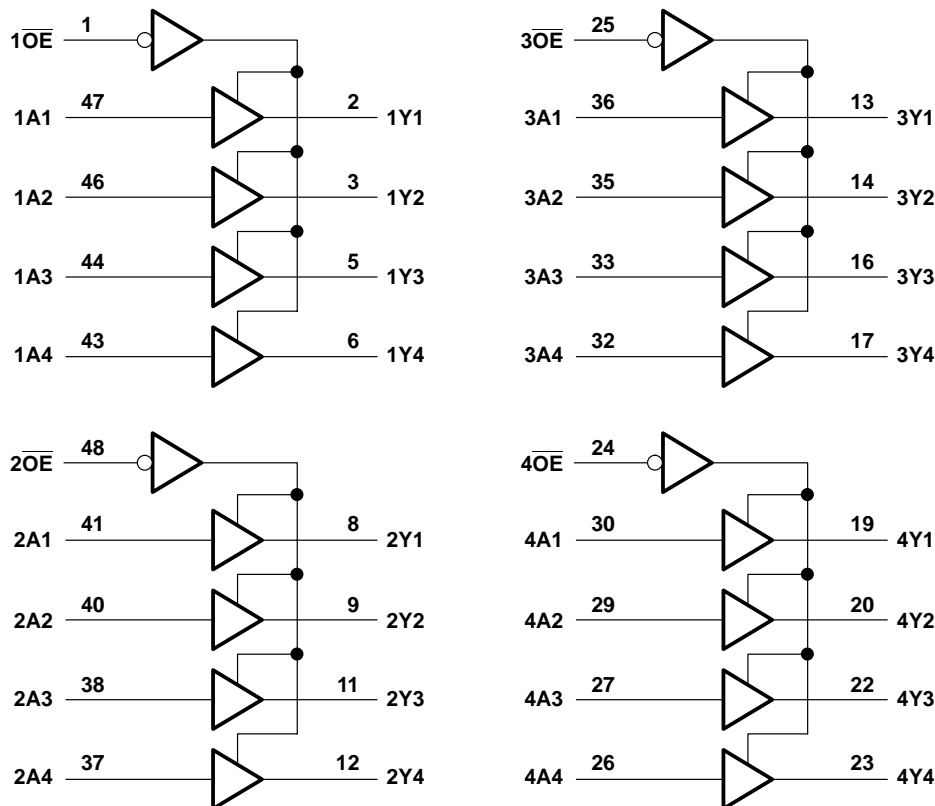 1OE 1
1A1 47 2 1Y1
1A2 46 3 1Y2
1A3 44 5 1Y3
1A4 43 6 1Y4
3OE 25
3A1 36 13 3Y1
3A2 35 14 3Y2
3A3 33 16 3Y3
3A4 32 17 3Y4
2OE 48
2A1 41 8 2Y1
2A2 40 9 2Y2
2A3 38 11 2Y3
2A4 37 12 2Y4
4OE 24
4A1 30 19 4Y1
4A2 29 20 4Y2
4A3 27 22 4Y3
4A4 26 23 4Y4